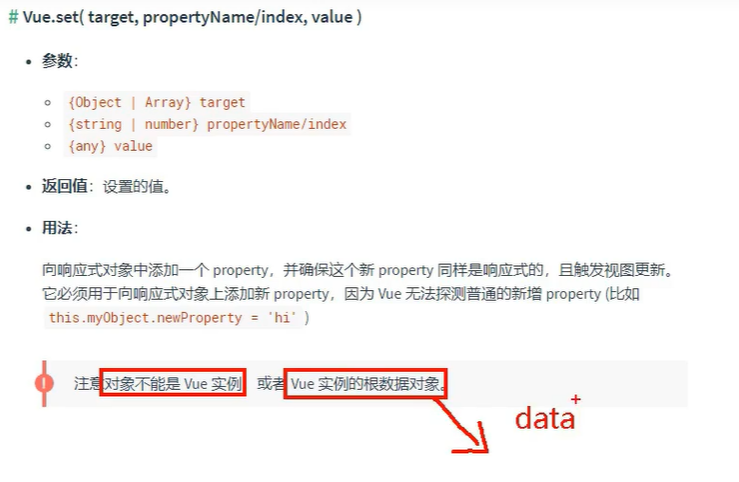 # Vue.set( target, propertyName/index, value )
参数：
{Object | Array} target
{string | number} propertyName/index
{any} value
返回值：设置的值。
用法：
向响应式对象中添加一个 property，并确保这个新 property 同样是响应式的，且触发视图更新。
它必须用于向响应式对象上添加新 property，因为 Vue 无法探测普通的新增 property (比如
this.myObject.newProperty = 'hi' )
! 注意对象不能是 Vue 实例，或者 Vue 实例的根数据对象。
data